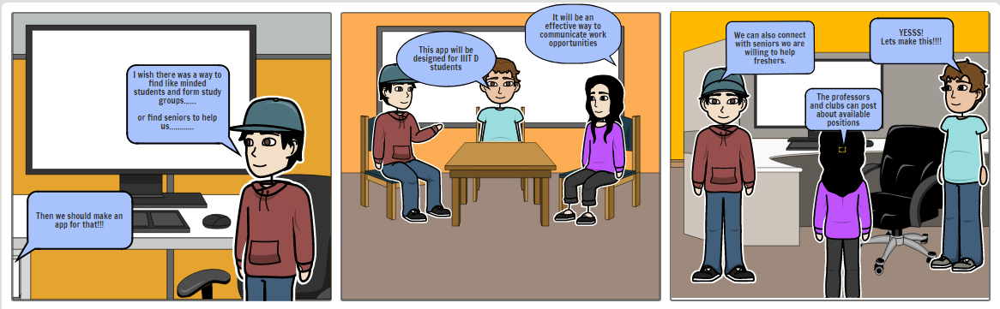 I wish there was a way to
find like minded
students and form study
groups......
or find seniors to help
us............
Then we should make an
app for that!!!
This app will be
designed for IIIT D
students
It will be an
effective way to
communicate work
opportunities
We can also connect
with seniors wo are
willing to help
freshers.
The professors
and clubs can post
about available
positions
YESSS!
Lets make this!!!!